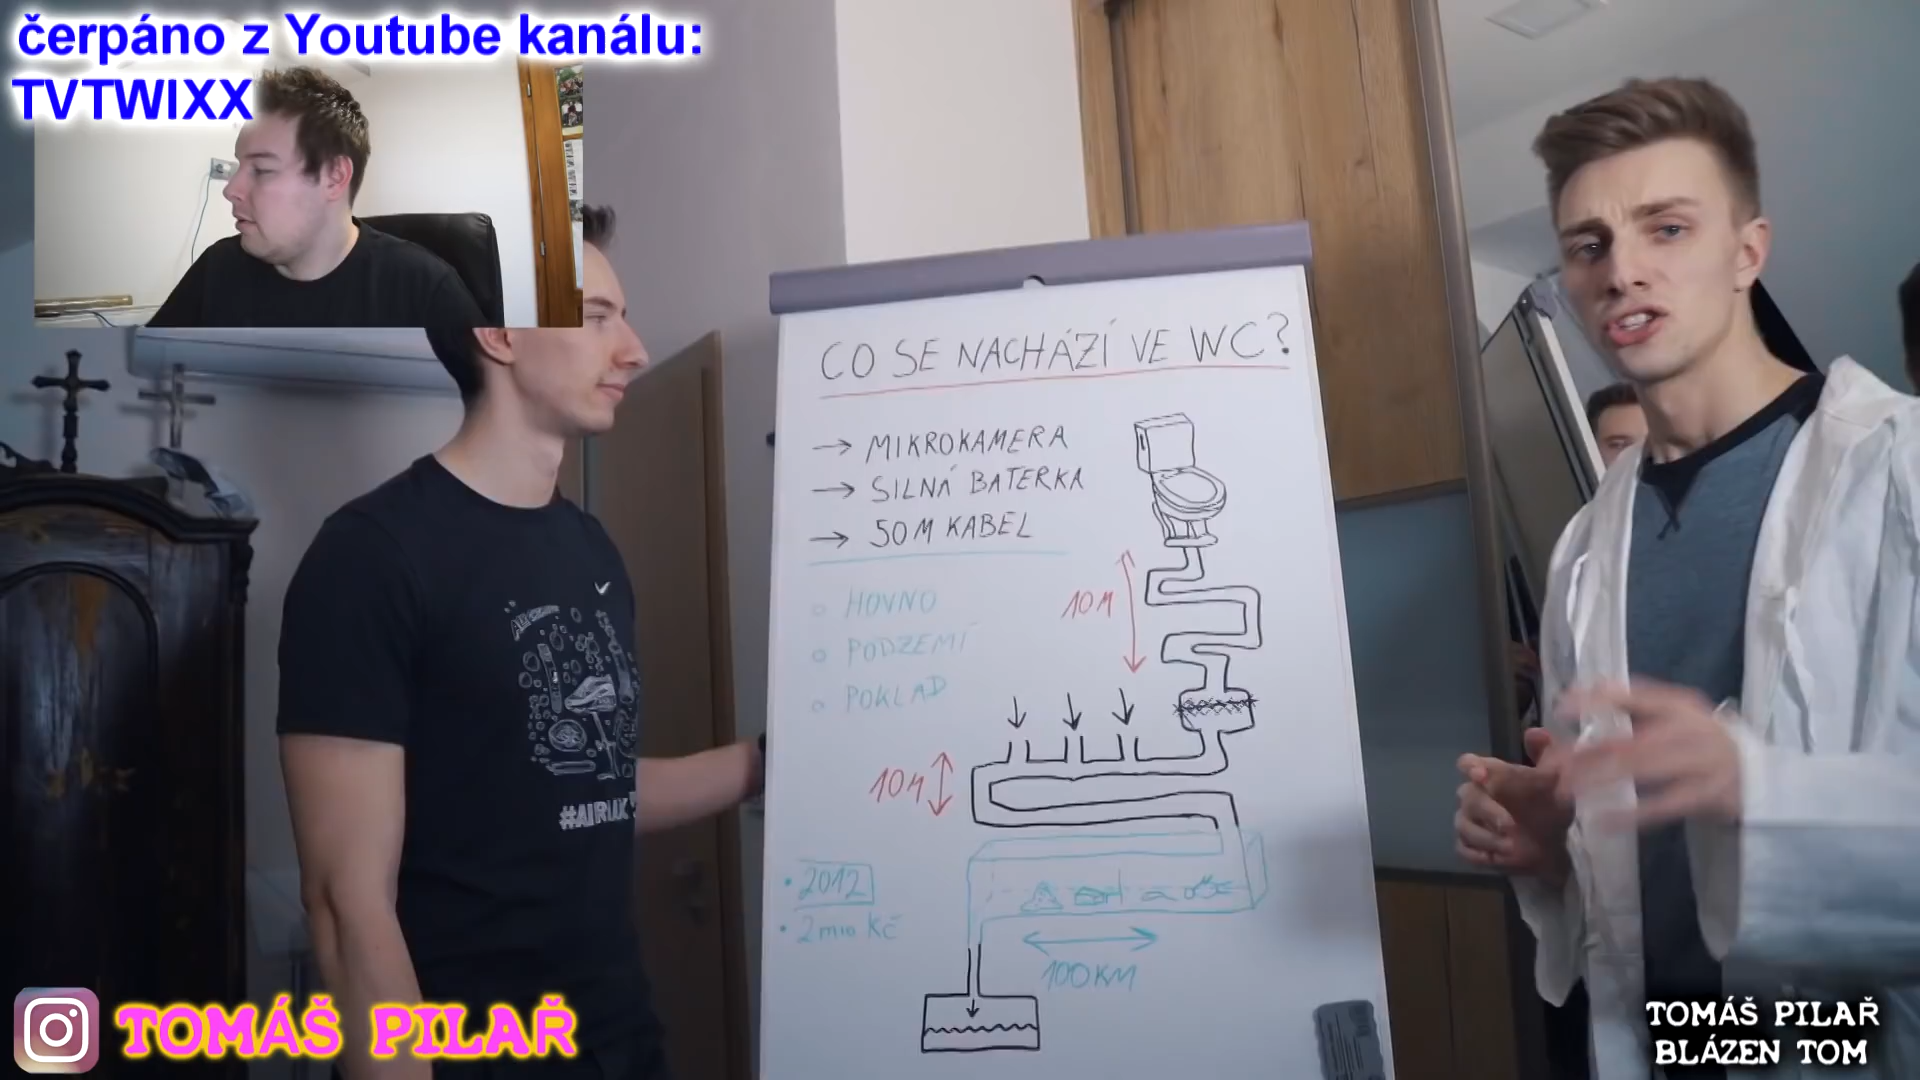 čerpáno z Youtube kanálu:
TVTWIXX
CO SE NACHÁZÍ VE WC?
→ MIKROKAMERA
→ SILNÁ BATERKA
→ 50M KABEL
HOVNO
PODZEMÍ
POKLAD
10M
10M
• 2012
• 2mio Kč
100KM
TOMÁŠ PILAŘ
TOMÁŠ PILAŘ
BLÁZEN TOM